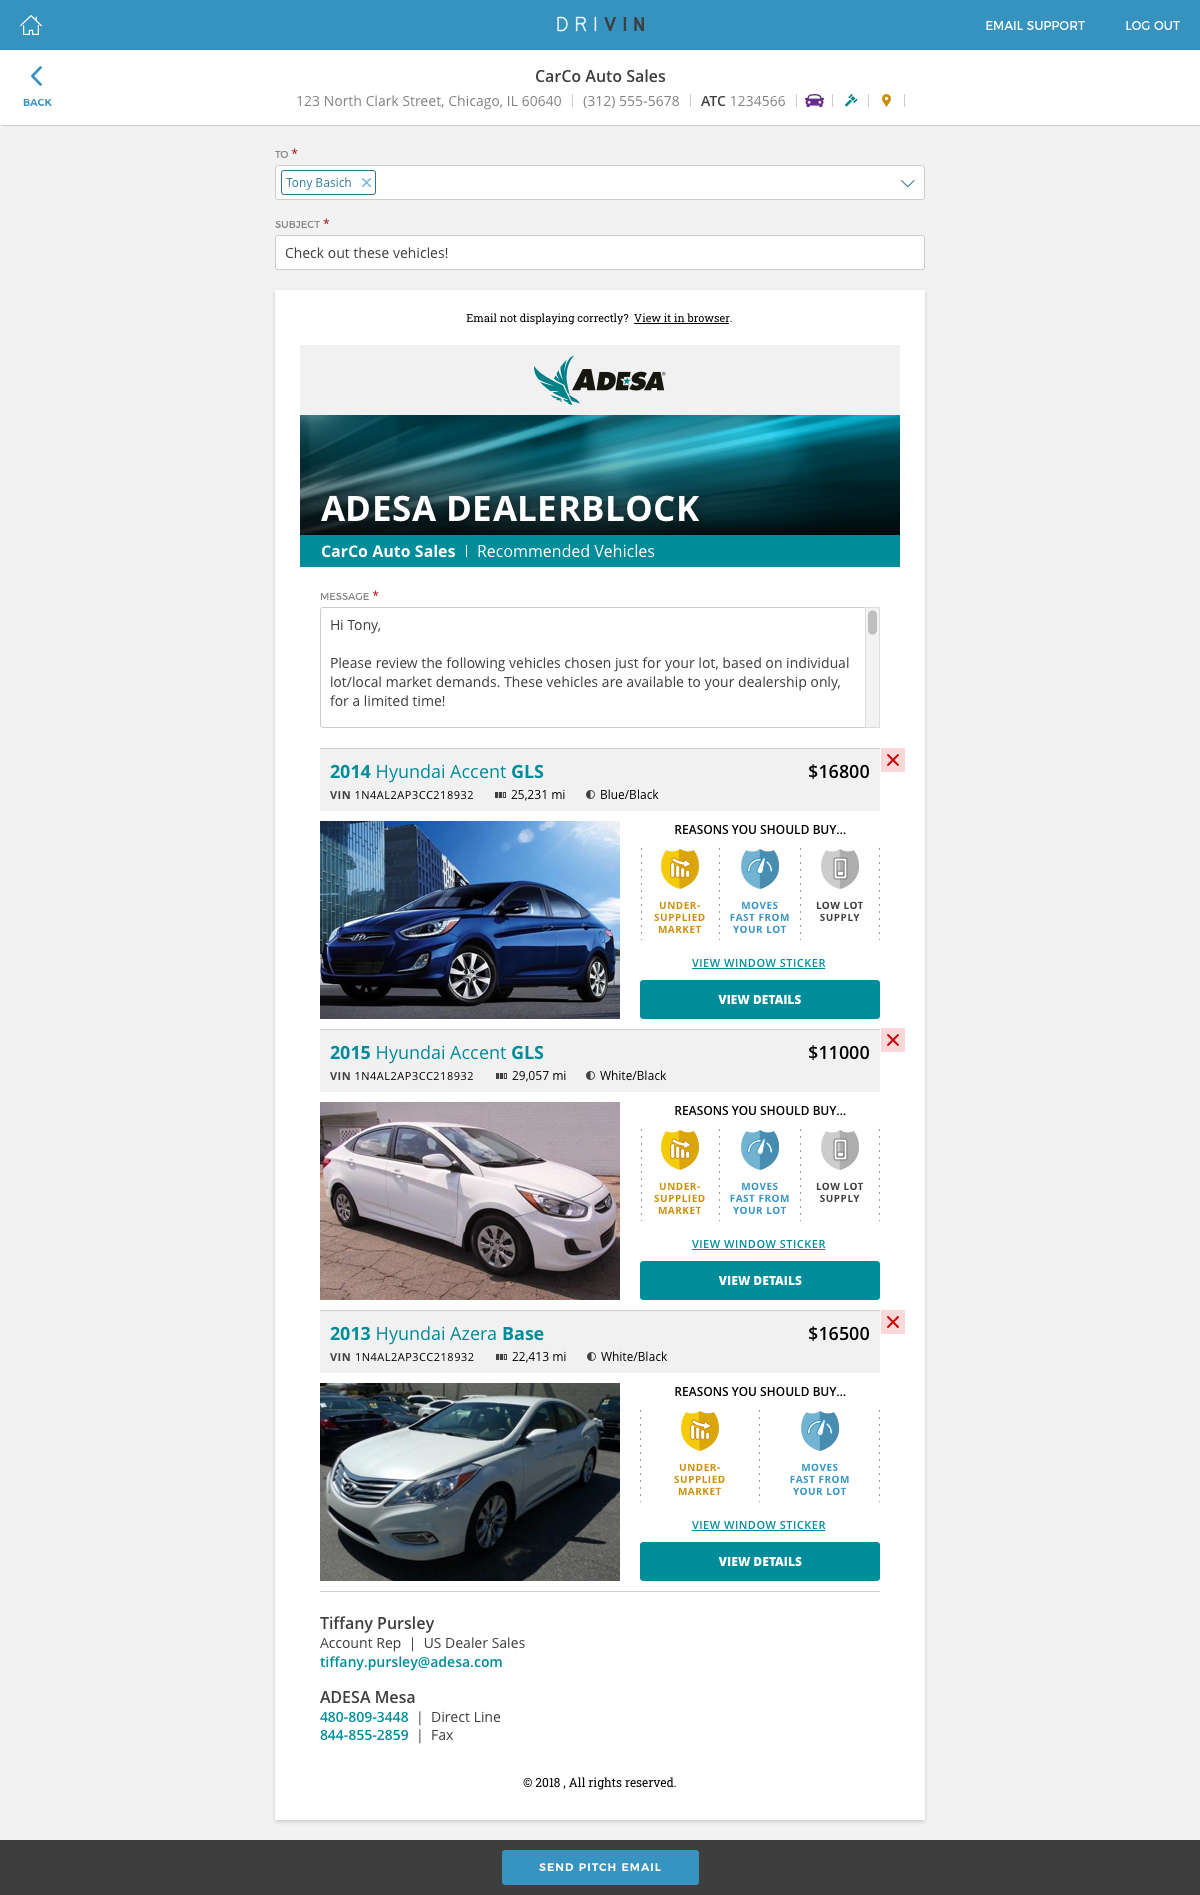 DRIVIN
EMAIL SUPPORT
LOG OUT
BACK
CarCo Auto Sales
123 North Clark Street, Chicago, IL 60640 | (312) 555-5678 | ATC 1234566
TO *
Tony Basich
SUBJECT *
Check out these vehicles!
Email not displaying correctly? View it in browser.
ADESA
ADESA DEALERBLOCK
CarCo Auto Sales | Recommended Vehicles
MESSAGE *
Hi Tony,
Please review the following vehicles chosen just for your lot, based on individual
lot/local market demands. These vehicles are available to your dealership only,
for a limited time!
2014 Hyundai Accent GLS
$16800
VIN 1N4AL2AP3CC218932 25,231 mi Blue/Black
REASONS YOU SHOULD BUY...
UNDER-
SUPPLIED
MARKET
MOVES
FAST FROM
YOUR LOT
LOW LOT
SUPPLY
VIEW WINDOW STICKER
VIEW DETAILS
2015 Hyundai Accent GLS
$11000
VIN 1N4AL2AP3CC218932 29,057 mi White/Black
REASONS YOU SHOULD BUY...
UNDER-
SUPPLIED
MARKET
MOVES
FAST FROM
YOUR LOT
LOW LOT
SUPPLY
VIEW WINDOW STICKER
VIEW DETAILS
2013 Hyundai Azera Base
$16500
VIN 1N4AL2AP3CC218932 22,413 mi White/Black
REASONS YOU SHOULD BUY...
UNDER-
SUPPLIED
MARKET
MOVES
FAST FROM
YOUR LOT
VIEW WINDOW STICKER
VIEW DETAILS
Tiffany Pursley
Account Rep | US Dealer Sales
tiffany.pursley@adesa.com
ADESA Mesa
480-809-3448 | Direct Line
844-855-2859 | Fax
© 2018 , All rights reserved.
SEND PITCH EMAIL